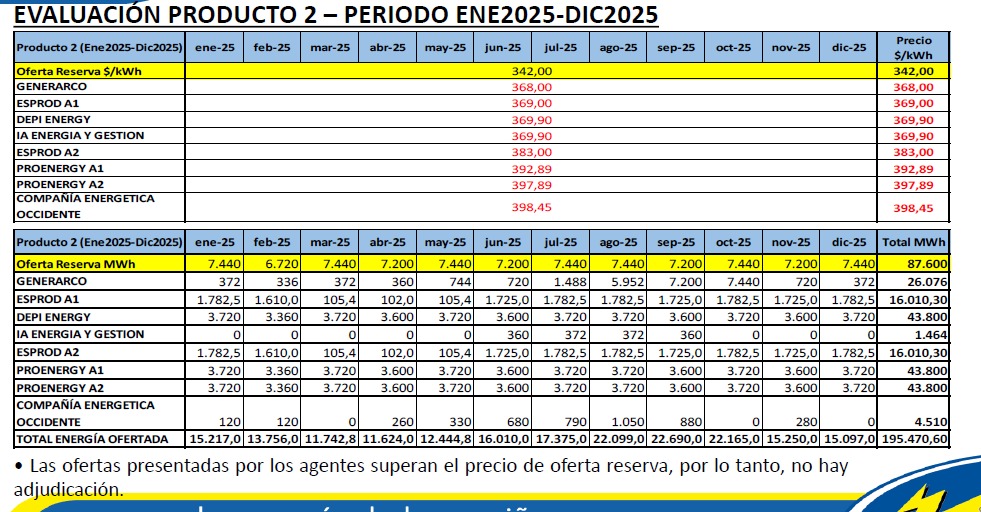 EVALUACIÓN PRODUCTO 2 – PERIODO ENE2025-DIC2025
Producto 2 (Ene2025-Dic2025) ene-25 feb-25 mar-25 abr-25 may-25 jun-25 jul-25 ago-25 sep-25 oct-25 nov-25 dic-25 Precio $/kWh
Oferta Reserva $/kWh 342,00 342,00
GENERARCO 368,00 368,00
ESPROD A1 369,00 369,00
DEPI ENERGY 369,90 369,90
IA ENERGIA Y GESTION 369,90 369,90
ESPROD A2 383,00 383,00
PROENERGY A1 392,89 392,89
PROENERGY A2 397,89 397,89
COMPAÑÍA ENERGETICA OCCIDENTE 398,45 398,45
Producto 2 (Ene2025-Dic2025) ene-25 feb-25 mar-25 abr-25 may-25 jun-25 jul-25 ago-25 sep-25 oct-25 nov-25 dic-25 Total MWh
Oferta Reserva MWh 7.440 6.720 7.440 7.200 7.440 7.200 7.440 7.440 7.200 7.440 7.200 7.440 87.600
GENERARCO 372 336 372 360 744 720 1.488 5.952 7.200 7.440 720 372 26.076
ESPROD A1 1.782,5 1.610,0 105,4 102,0 105,4 1.725,0 1.782,5 1.782,5 1.725,0 1.782,5 1.725,0 1.782,5 16.010,30
DEPI ENERGY 3.720 3.360 3.720 3.600 3.720 3.600 3.720 3.720 3.600 3.720 3.600 3.720 43.800
IA ENERGIA Y GESTION 0 0 0 0 0 360 372 372 360 0 0 0 1.464
ESPROD A2 1.782,5 1.610,0 105,4 102,0 105,4 1.725,0 1.782,5 1.782,5 1.725,0 1.782,5 1.725,0 1.782,5 16.010,30
PROENERGY A1 3.720 3.360 3.720 3.600 3.720 3.600 3.720 3.720 3.600 3.720 3.600 3.720 43.800
PROENERGY A2 3.720 3.360 3.720 3.600 3.720 3.600 3.720 3.720 3.600 3.720 3.600 3.720 43.800
COMPAÑÍA ENERGETICA
OCCIDENTE 120 120 0 260 330 680 790 1.050 880 0 280 0 4.510
TOTAL ENERGÍA OFERTADA 15.217,0 13.756,0 11.742,8 11.624,0 12.444,8 16.010,0 17.375,0 22.099,0 22.690,0 22.165,0 15.250,0 15.097,0 195.470,60
• Las ofertas presentadas por los agentes superan el precio de oferta reserva, por lo tanto, no hay
adjudicación.